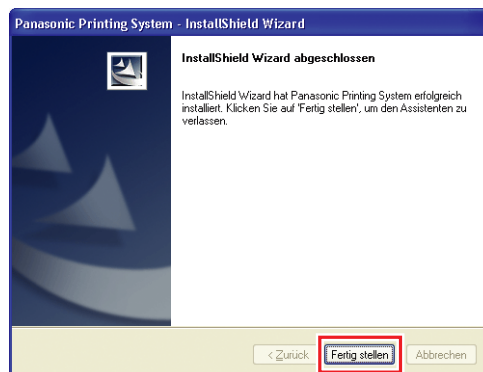 Panasonic Printing System - InstallShield Wizard
InstallShield Wizard abgeschlossen
InstallShield Wizard hat Panasonic Printing System erfolgreich
installiert. Klicken Sie auf 'Fertig stellen', um den Assistenten zu
verlassen.
< Zurück Fertig stellen Abbrechen